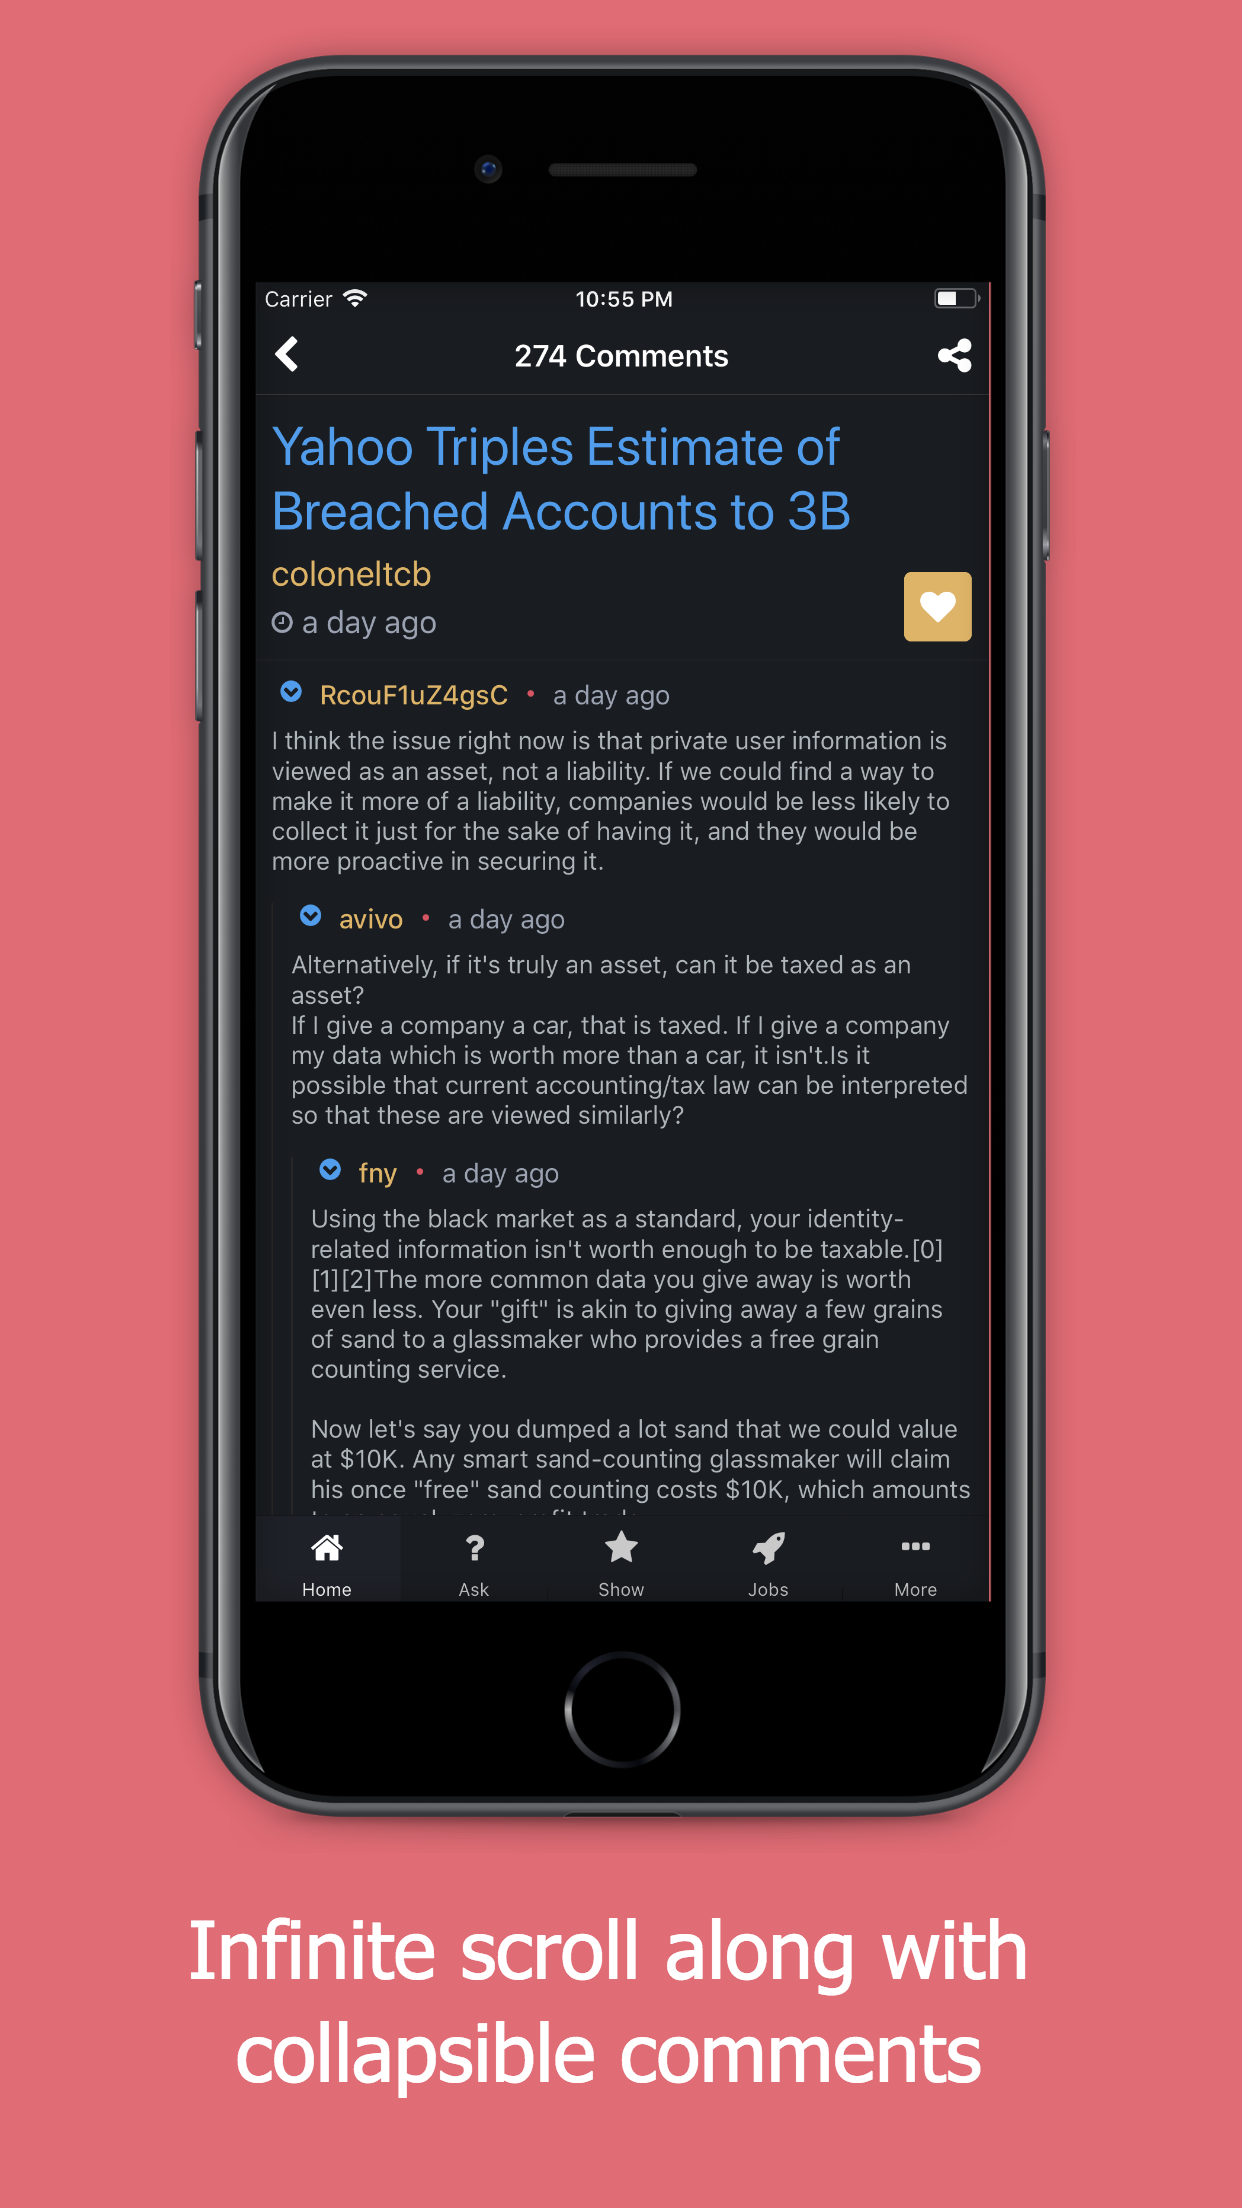 Carrier
10:55 PM
274 Comments
Yahoo Triples Estimate of
Breached Accounts to 3B
coloneltcb
a day ago
RcouF1uZ4gsC • a day ago
I think the issue right now is that private user information is
viewed as an asset, not a liability. If we could find a way to
make it more of a liability, companies would be less likely to
collect it just for the sake of having it, and they would be
more proactive in securing it.
avivo • a day ago
Alternatively, if it's truly an asset, can it be taxed as an
asset?
If I give a company a car, that is taxed. If I give a company
my data which is worth more than a car, it isn't.Is it
possible that current accounting/tax law can be interpreted
so that these are viewed similarly?
fny • a day ago
Using the black market as a standard, your identity-
related information isn't worth enough to be taxable.[0]
[1][2]The more common data you give away is worth
even less. Your "gift" is akin to giving away a few grains
of sand to a glassmaker who provides a free grain
counting service.
Now let's say you dumped a lot sand that we could value
at $10K. Any smart sand-counting glassmaker will claim
his once "free" sand counting costs $10K, which amounts
Home
Ask
Show
Jobs
More
Infinite scroll along with
collapsible comments